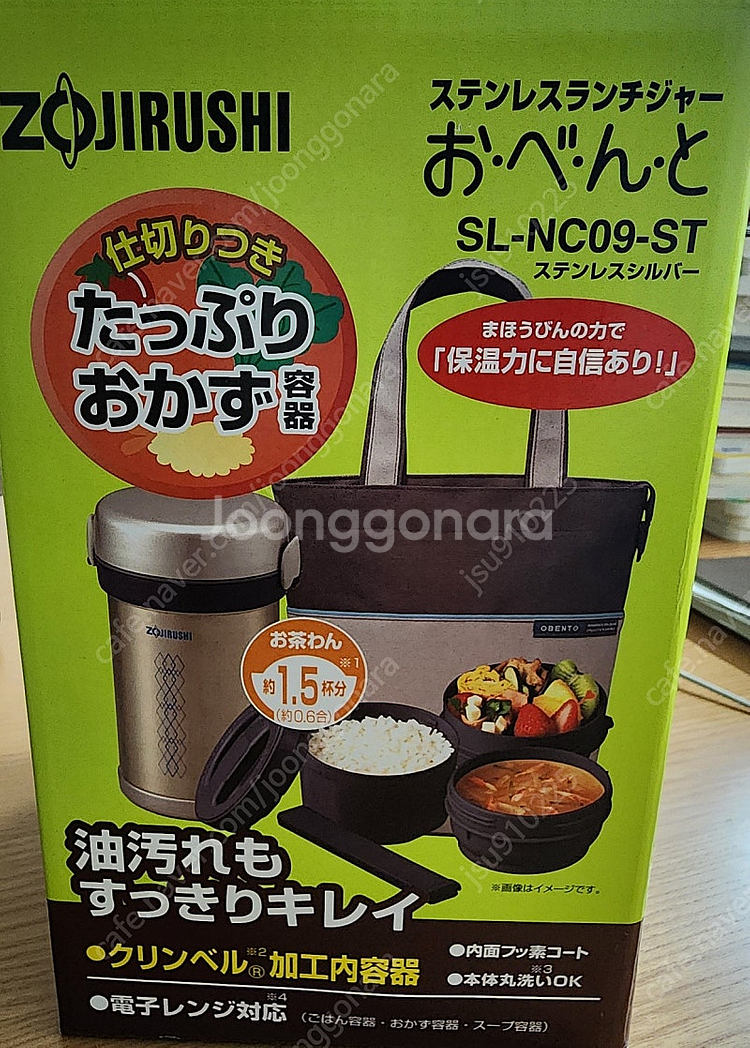 ZOJIRUSHI
ステンレスランチジャー
お・べ・ん・と
SL-NC09-ST
ステンレスシルバー
仕切りつき
たっぷり
おかず容器
まほうびんの力で
「保温力に自信あり!」
Joonggonara
ZOJIRUSHI
OBENTO
お茶わん
※1
約1.5杯分
(約0.6合)
油汚れも
すっきりキレイ
※画像はイメージです。
●クリンベル®※2加工内容器
●内面フッ素コート
●本体丸洗いOK※3
●電子レンジ対応※4
(ごはん容器・おかず容器・スープ容器)
cafe.naver.com/joonggonara
jsu910223